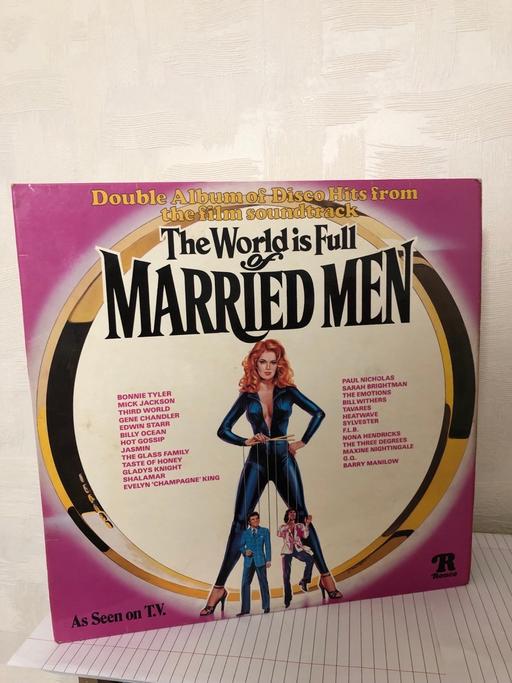 Double Album of Disco Hits from
the film soundtrack
The World is Full
of
MARRIED MEN
BONNIE TYLER
MICK JACKSON
THIRD WORLD
GENE CHANDLER
EDWIN STARR
BILLY OCEAN
HOT GOSSIP
JASMIN
THE GLASS FAMILY
TASTE OF HONEY
GLADYS KNIGHT
SHALAMAR
EVELYN 'CHAMPAGNE' KING
PAUL NICHOLAS
SARAH BRIGHTMAN
THE EMOTIONS
BILL WITHERS
TAVARES
HEATWAVE
SYLVESTER
F.L.B.
NONA HENDRICKS
THE THREE DEGREES
MAXINE NIGHTINGALE
G.Q.
BARRY MANILOW
As Seen on T.V.
R
Ronco